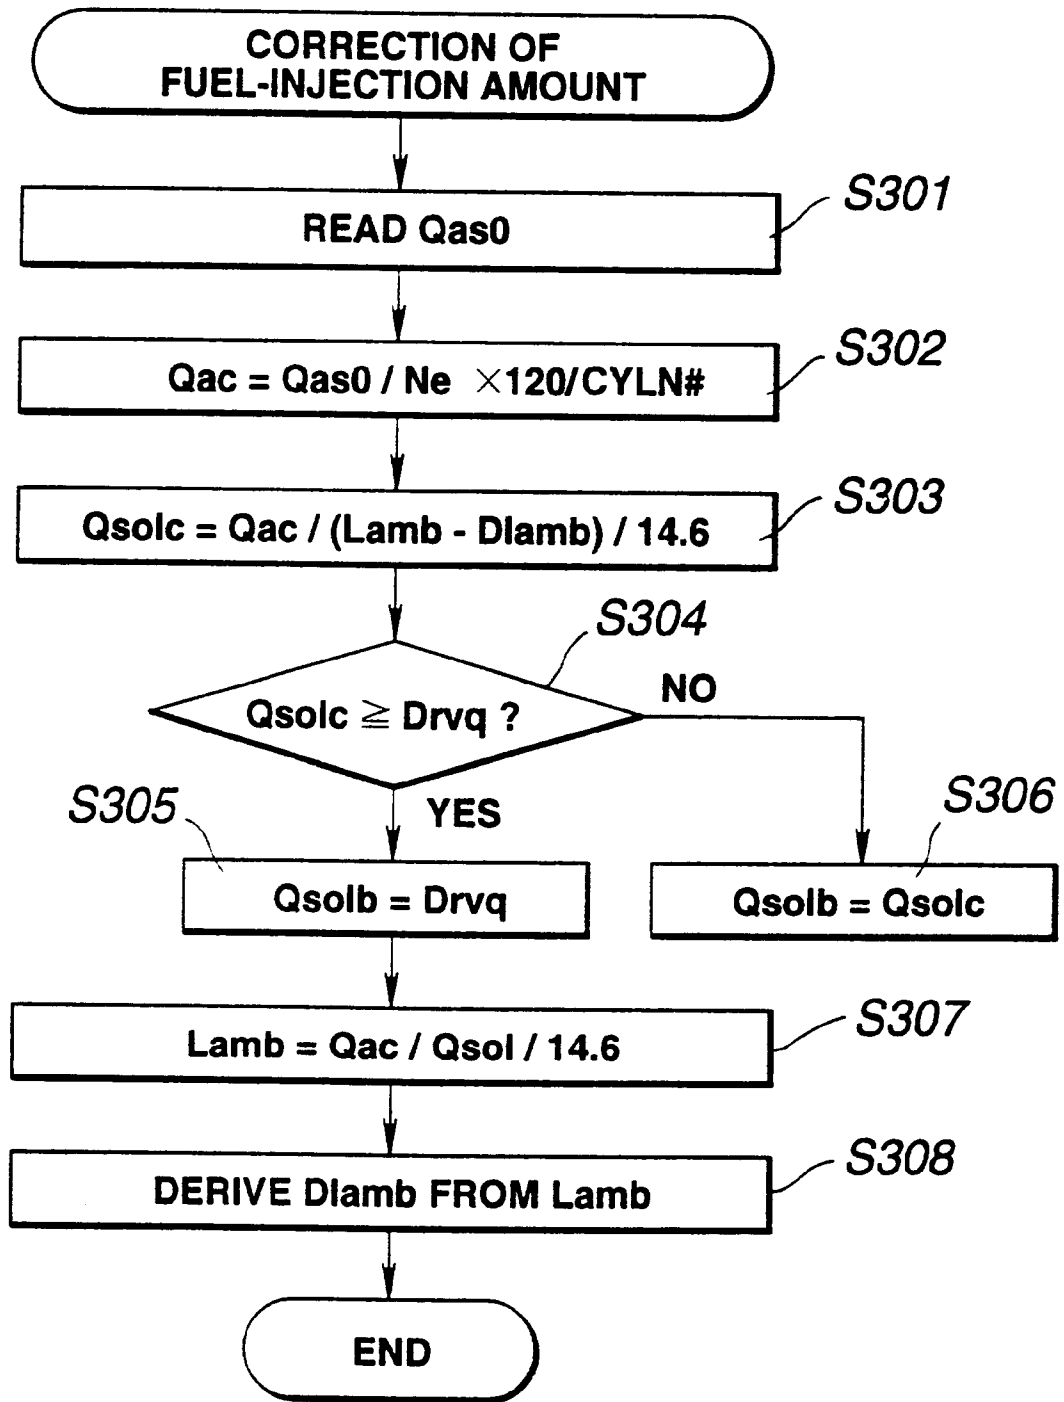 CORRECTION OF
FUEL-INJECTION AMOUNT
S301
READ Qas0
S302
Qac = Qas0 / Ne ×120/CYLN#
S303
Qsolc = Qac / (Lamb - Dlamb) / 14.6
S304
Qsolc ≧ Drvq ?
NO
YES
S305
Qsolb = Drvq
S306
Qsolb = Qsolc
S307
Lamb = Qac / Qsol / 14.6
S308
DERIVE Dlamb FROM Lamb
END